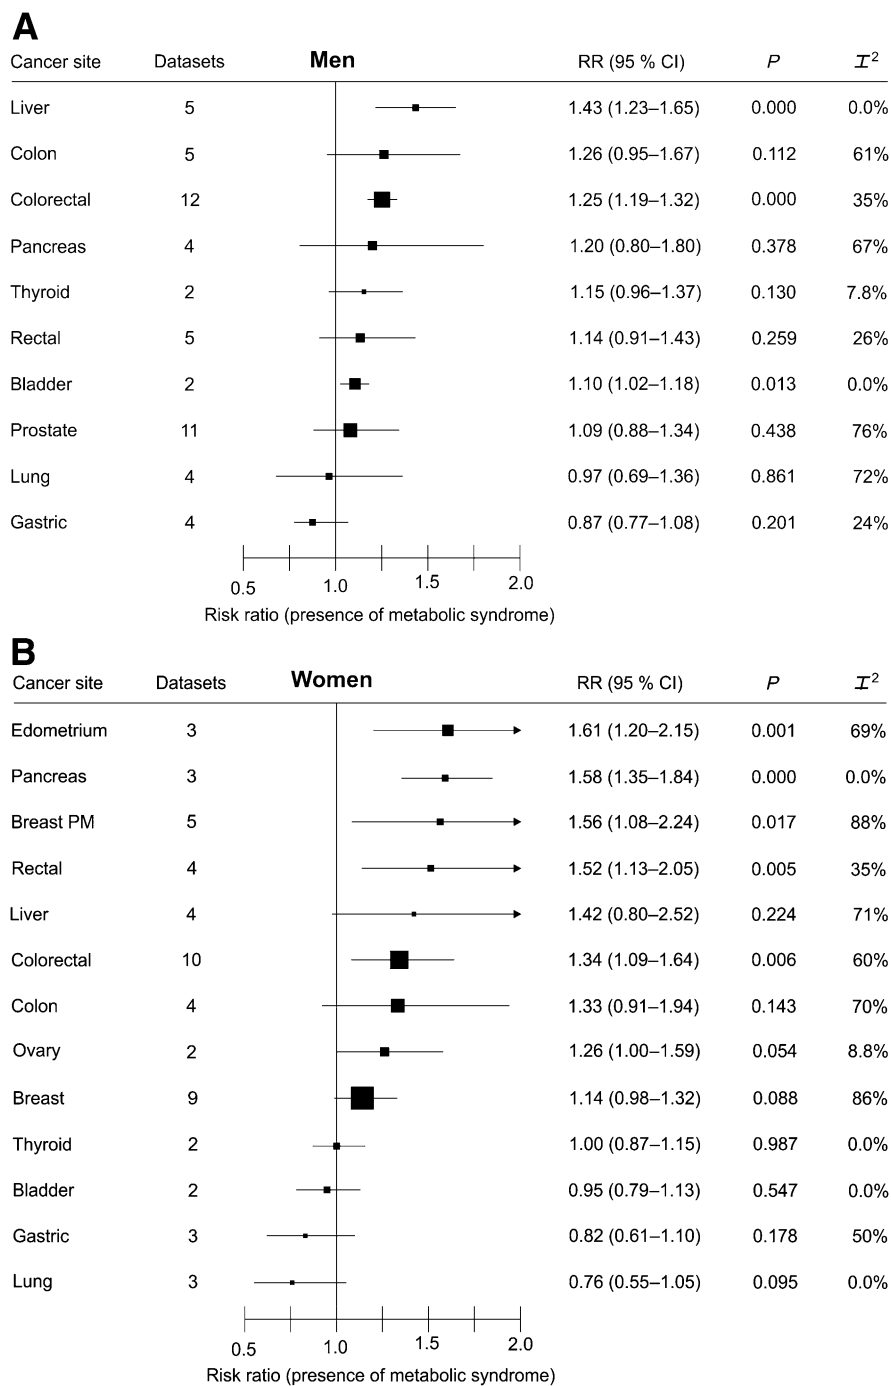 A
Cancer site Datasets Men RR (95 % CI) P I²
Liver 5 1.43 (1.23–1.65) 0.000 0.0%
Colon 5 1.26 (0.95–1.67) 0.112 61%
Colorectal 12 1.25 (1.19–1.32) 0.000 35%
Pancreas 4 1.20 (0.80–1.80) 0.378 67%
Thyroid 2 1.15 (0.96–1.37) 0.130 7.8%
Rectal 5 1.14 (0.91–1.43) 0.259 26%
Bladder 2 1.10 (1.02–1.18) 0.013 0.0%
Prostate 11 1.09 (0.88–1.34) 0.438 76%
Lung 4 0.97 (0.69–1.36) 0.861 72%
Gastric 4 0.87 (0.77–1.08) 0.201 24%
0.5 1.0 1.5 2.0
Risk ratio (presence of metabolic syndrome)
B
Cancer site Datasets Women RR (95 % CI) P I²
Edometrium 3 1.61 (1.20–2.15) 0.001 69%
Pancreas 3 1.58 (1.35–1.84) 0.000 0.0%
Breast PM 5 1.56 (1.08–2.24) 0.017 88%
Rectal 4 1.52 (1.13–2.05) 0.005 35%
Liver 4 1.42 (0.80–2.52) 0.224 71%
Colorectal 10 1.34 (1.09–1.64) 0.006 60%
Colon 4 1.33 (0.91–1.94) 0.143 70%
Ovary 2 1.26 (1.00–1.59) 0.054 8.8%
Breast 9 1.14 (0.98–1.32) 0.088 86%
Thyroid 2 1.00 (0.87–1.15) 0.987 0.0%
Bladder 2 0.95 (0.79–1.13) 0.547 0.0%
Gastric 3 0.82 (0.61–1.10) 0.178 50%
Lung 3 0.76 (0.55–1.05) 0.095 0.0%
0.5 1.0 1.5 2.0
Risk ratio (presence of metabolic syndrome)